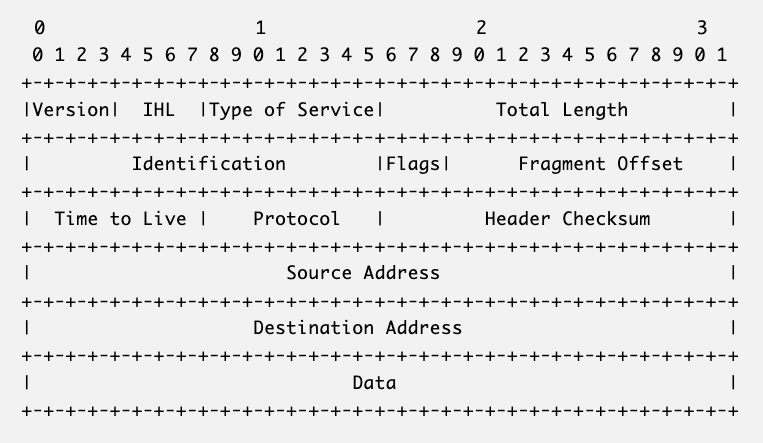 0                   1                   2                   3
 0 1 2 3 4 5 6 7 8 9 0 1 2 3 4 5 6 7 8 9 0 1 2 3 4 5 6 7 8 9 0 1
+-+-+-+-+-+-+-+-+-+-+-+-+-+-+-+-+-+-+-+-+-+-+-+-+-+-+-+-+-+-+-+-+
|Version|  IHL  |Type of Service|          Total Length         |
+-+-+-+-+-+-+-+-+-+-+-+-+-+-+-+-+-+-+-+-+-+-+-+-+-+-+-+-+-+-+-+-+
|         Identification        |Flags|      Fragment Offset    |
+-+-+-+-+-+-+-+-+-+-+-+-+-+-+-+-+-+-+-+-+-+-+-+-+-+-+-+-+-+-+-+-+
|  Time to Live |    Protocol   |         Header Checksum       |
+-+-+-+-+-+-+-+-+-+-+-+-+-+-+-+-+-+-+-+-+-+-+-+-+-+-+-+-+-+-+-+-+
|                       Source Address                          |
+-+-+-+-+-+-+-+-+-+-+-+-+-+-+-+-+-+-+-+-+-+-+-+-+-+-+-+-+-+-+-+-+
|                    Destination Address                        |
+-+-+-+-+-+-+-+-+-+-+-+-+-+-+-+-+-+-+-+-+-+-+-+-+-+-+-+-+-+-+-+-+
|                             Data                              |
+-+-+-+-+-+-+-+-+-+-+-+-+-+-+-+-+-+-+-+-+-+-+-+-+-+-+-+-+-+-+-+-+